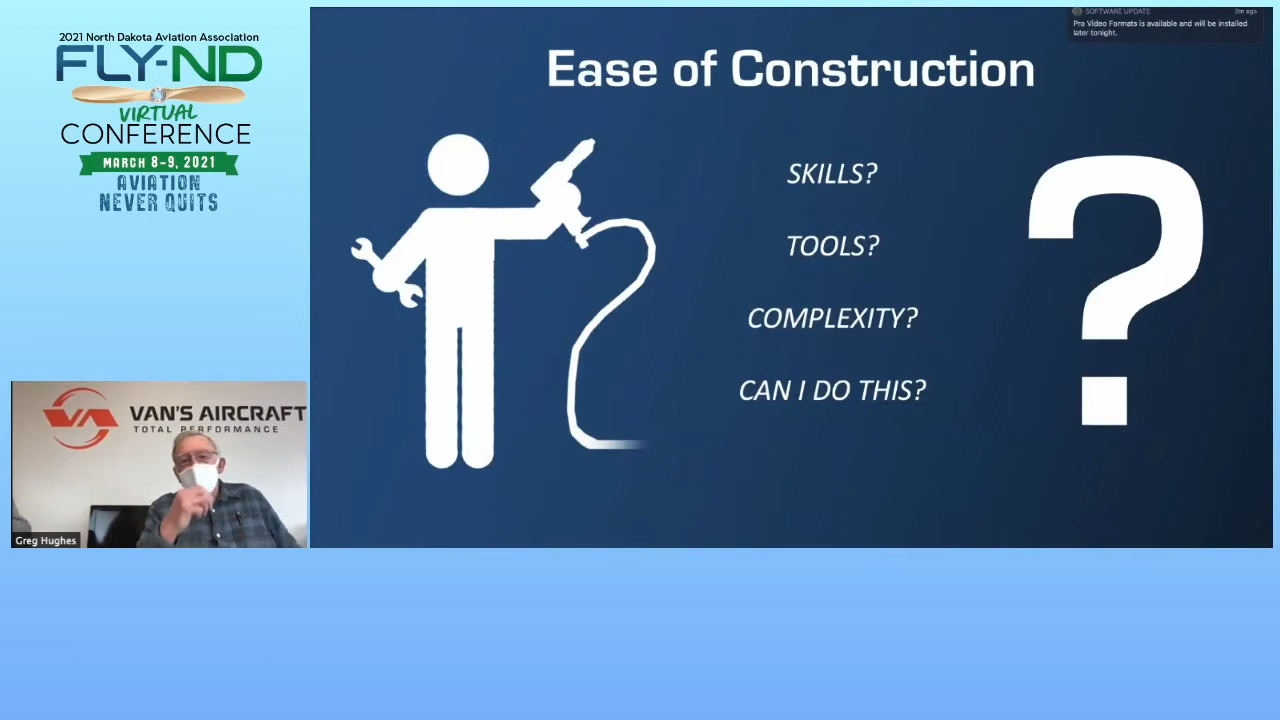 2021 North Dakota Aviation Association
FLY-ND
VIRTUAL
CONFERENCE
MARCH 8-9, 2021
AVIATION
NEVER QUITS
SOFTWARE UPDATE
2m ago
Pro Video Formats is available and will be installed
later tonight.
Ease of Construction
SKILLS?
TOOLS?
COMPLEXITY?
CAN I DO THIS?
?
VAN'S AIRCRAFT
TOTAL PERFORMANCE
Greg Hughes